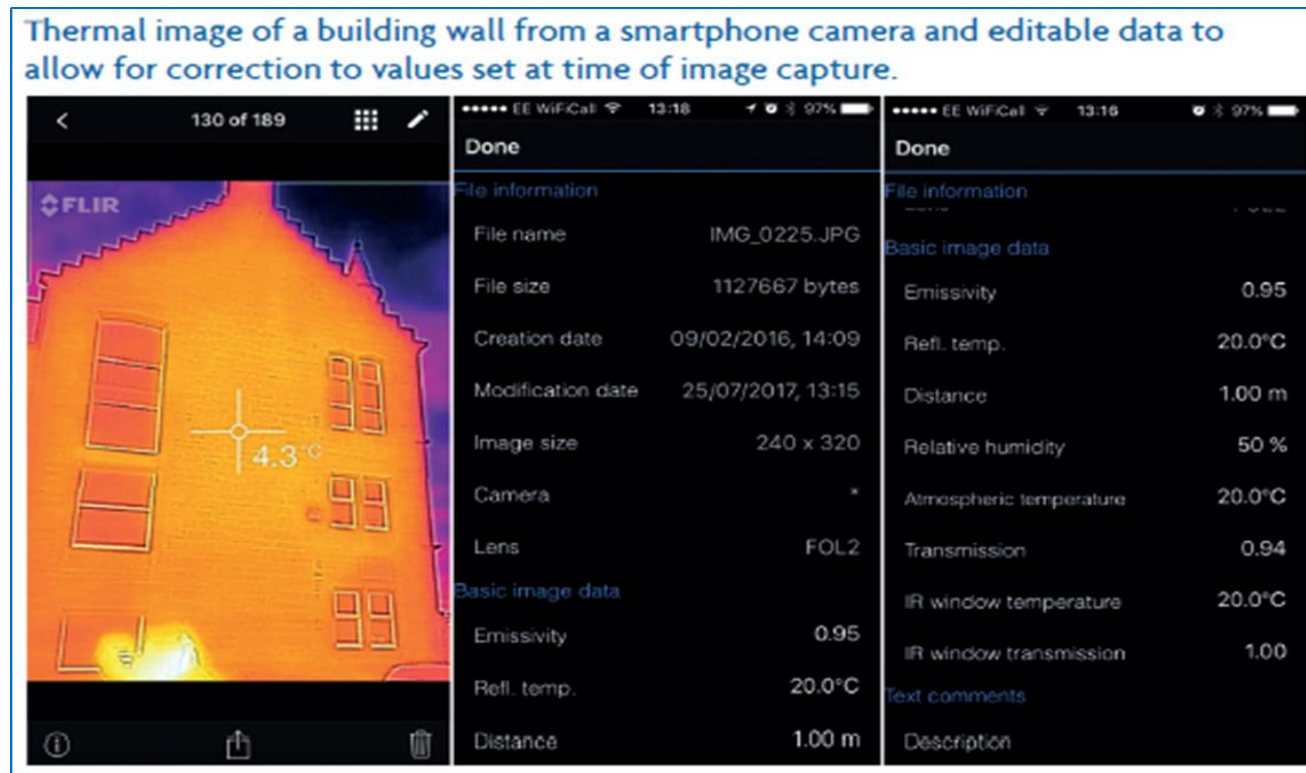 Thermal image of a building wall from a smartphone camera and editable data to
allow for correction to values set at time of image capture.
130 of 189
FLIR
4.3 °C
EE WiFiCall 13:18 97%
Done
File information
File name IMG_0225.JPG
File size 1127667 bytes
Creation date 09/02/2016, 14:09
Modification date 25/07/2017, 13:15
Image size 240 x 320
Camera *
Lens FOL2
Basic image data
Emissivity 0.95
Refl. temp. 20.0°C
Distance 1.00 m
EE WiFiCall 13:16 97%
Done
File information
Basic image data
Emissivity 0.95
Refl. temp. 20.0°C
Distance 1.00 m
Relative humidity 50 %
Atmospheric temperature 20.0°C
Transmission 0.94
IR window temperature 20.0°C
IR window transmission 1.00
Text comments
Description